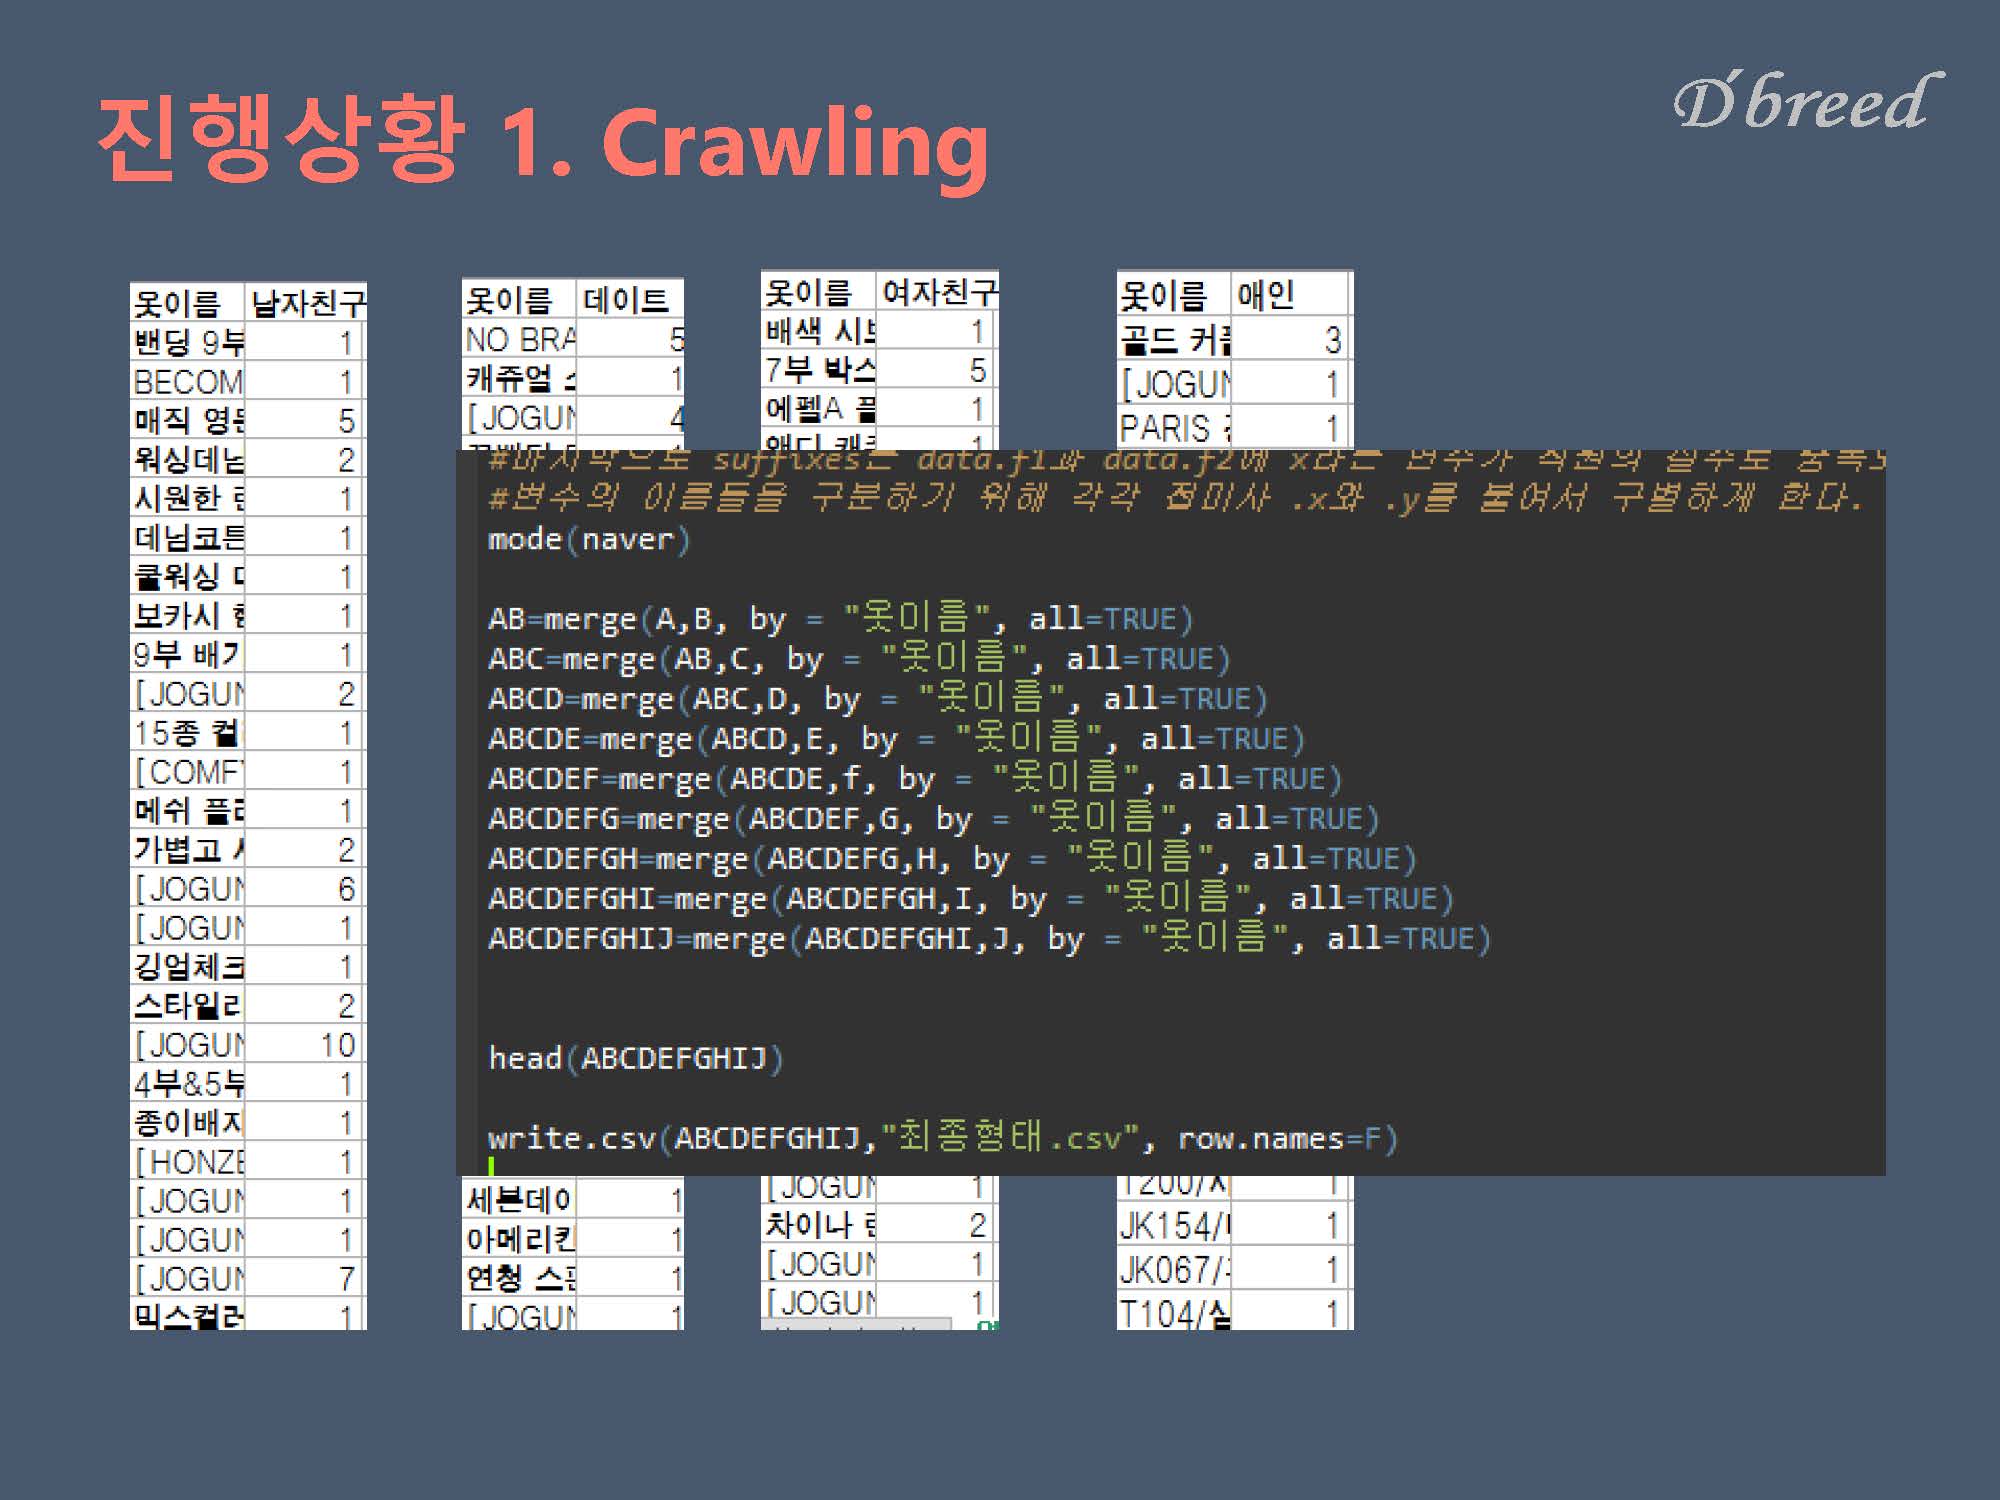 진행상황 1. Crawling
D'breed
옷이름 남자친구
밴딩 9부 1
BECOM 1
매직 영문 5
워싱데님 2
시원한 1
데님코튼 1
쿨워싱 1
보카시 1
9부 배기 1
[JOGUN 2
15종 컬 1
[COMFY 1
메쉬 플 1
가볍고 2
[JOGUN 6
[JOGUN 1
깅엄체크 1
스타일리 2
[JOGUN 10
4부&5부 1
종이배지 1
[HONZE 1
[JOGUN 1
[JOGUN 1
[JOGUN 7
믹스컬러 1
옷이름 데이트
NO BRA 5
캐쥬얼 1
[JOGUN 4
옷이름 여자친구
배색 시보 1
7부 박스 5
에펠A 플 1
앤디 1
옷이름 애인
골드 커플 3
[JOGUN 1
PARIS 1
#마지막으로 suffixes는 data.f1과 data.f2에 x라는 변수가 직원의 실수로 중복
#변수의 이름들을 구분하기 위해 각각 접미사 .x와 .y를 붙여서 구별하게 한다.
mode(naver)
AB=merge(A,B, by = "옷이름", all=TRUE)
ABC=merge(AB,C, by = "옷이름", all=TRUE)
ABCD=merge(ABC,D, by = "옷이름", all=TRUE)
ABCDE=merge(ABCD,E, by = "옷이름", all=TRUE)
ABCDEF=merge(ABCDE,f, by = "옷이름", all=TRUE)
ABCDEFG=merge(ABCDEF,G, by = "옷이름", all=TRUE)
ABCDEFGH=merge(ABCDEFG,H, by = "옷이름", all=TRUE)
ABCDEFGHI=merge(ABCDEFGH,I, by = "옷이름", all=TRUE)
ABCDEFGHIJ=merge(ABCDEFGHI,J, by = "옷이름", all=TRUE)
head(ABCDEFGHIJ)
write.csv(ABCDEFGHIJ,"최종형태.csv", row.names=F)
세븐데이 1
아메리칸 1
연청 스판 1
[JOGUN 1
[JOGUN 1
차이나 2
[JOGUN 1
[JOGUN 1
T200/ 1
JK154/ 1
JK067/ 1
T104/ 1